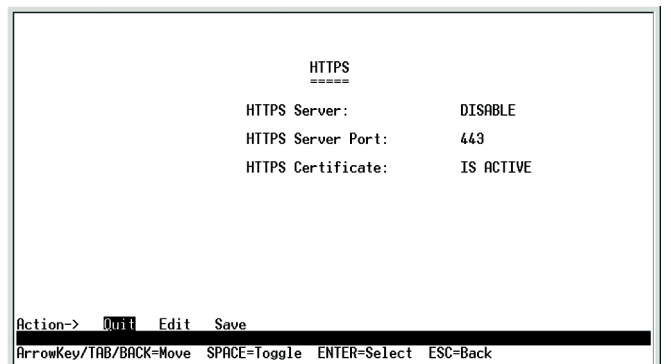 HTTPS
=====
HTTPS Server: DISABLE
HTTPS Server Port: 443
HTTPS Certificate: IS ACTIVE
Action-> Quit Edit Save
ArrowKey/TAB/BACK=Move SPACE=Toggle ENTER=Select ESC=Back